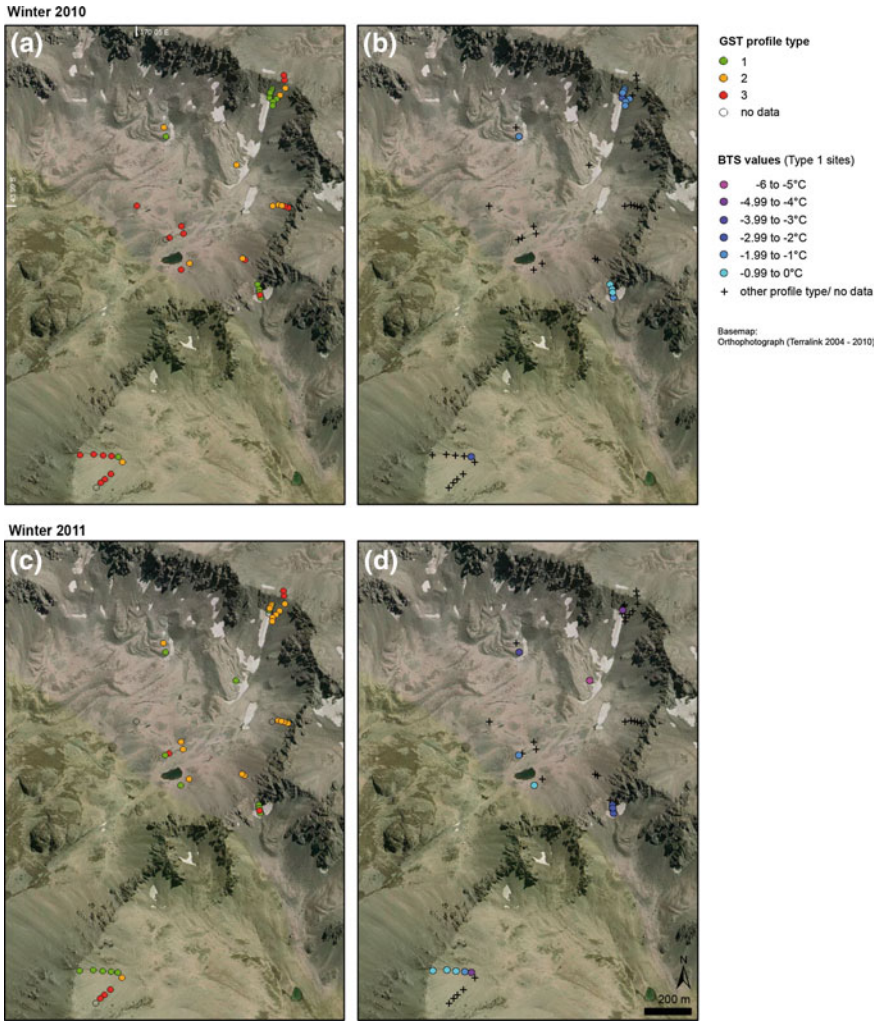 Winter 2010
(a)
170 05 E
(b)
GST profile type
1
2
3
no data
BTS values (Type 1 sites)
-6 to -5°C
-4.99 to -4°C
-3.99 to -3°C
-2.99 to -2°C
-1.99 to -1°C
-0.99 to 0°C
other profile type/ no data
Basemap:
Orthophotograph (Terralink 2004 - 2010)
Winter 2011
(c)
(d)
N
200 m